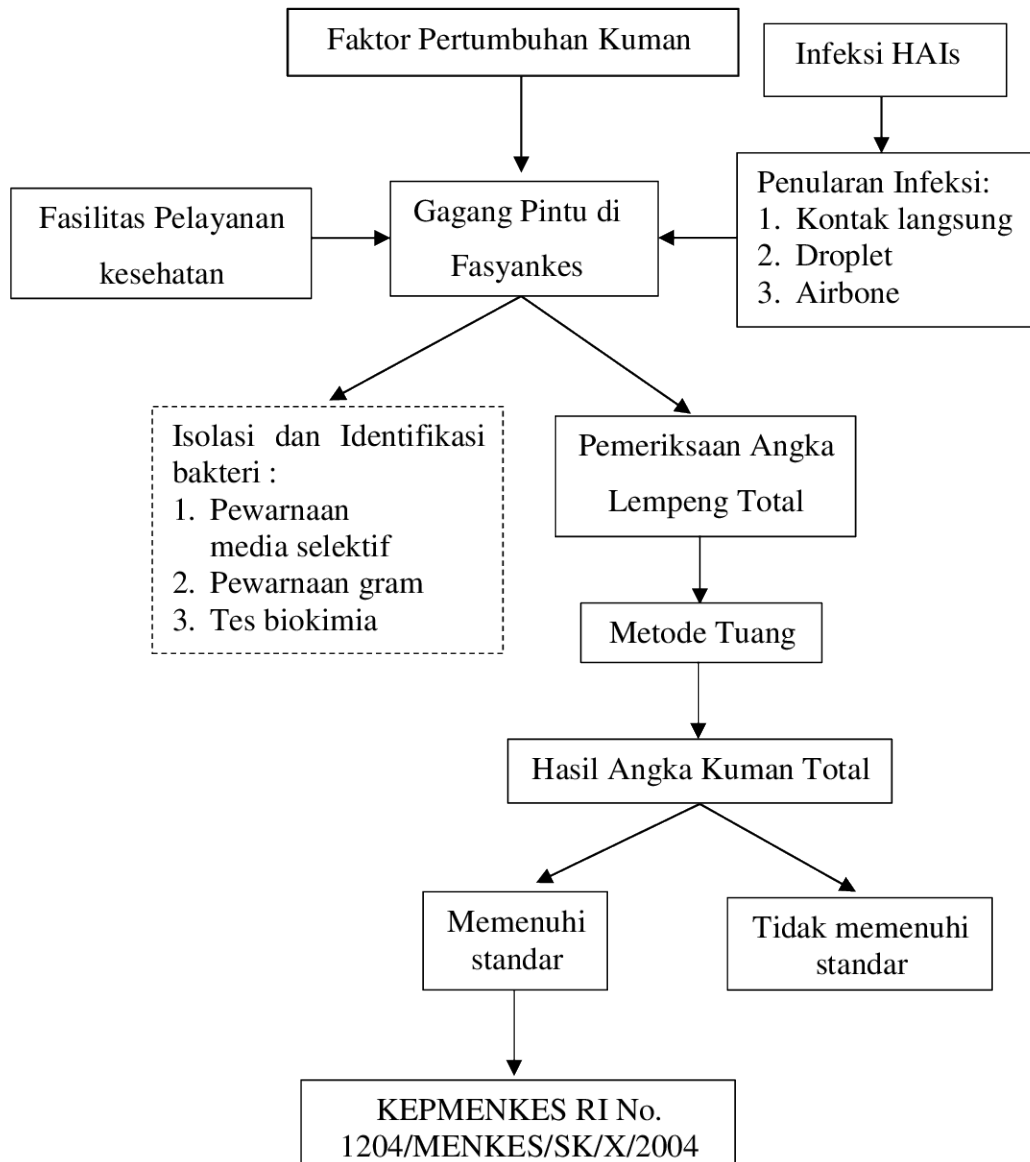 Faktor Pertumbuhan Kuman
Infeksi HAIs
Fasilitas Pelayanan
kesehatan
Gagang Pintu di
Fasyankes
Penularan Infeksi:
1. Kontak langsung
2. Droplet
3. Airbone
Isolasi dan Identifikasi
bakteri :
1. Pewarnaan
media selektif
2. Pewarnaan gram
3. Tes biokimia
Pemeriksaan Angka
Lempeng Total
Metode Tuang
Hasil Angka Kuman Total
Memenuhi
standar
Tidak memenuhi
standar
KEPMENKES RI No.
1204/MENKES/SK/X/2004